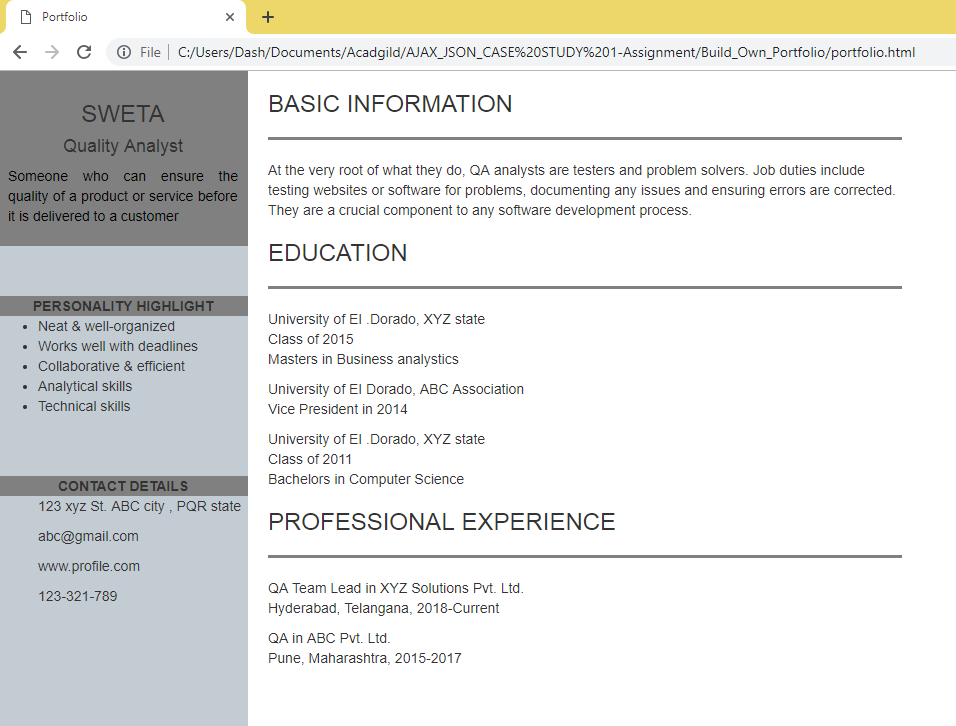 Portfolio
File C:/Users/Dash/Documents/Acadgild/AJAX_JSON_CASE%20STUDY%201-Assignment/Build_Own_Portfolio/portfolio.html
SWETA
Quality Analyst
Someone who can ensure the
quality of a product or service before
it is delivered to a customer
PERSONALITY HIGHLIGHT
• Neat & well-organized
• Works well with deadlines
• Collaborative & efficient
• Analytical skills
• Technical skills
CONTACT DETAILS
123 xyz St. ABC city , PQR state
abc@gmail.com
www.profile.com
123-321-789
BASIC INFORMATION
At the very root of what they do, QA analysts are testers and problem solvers. Job duties include
testing websites or software for problems, documenting any issues and ensuring errors are corrected.
They are a crucial component to any software development process.
EDUCATION
University of El .Dorado, XYZ state
Class of 2015
Masters in Business analystics
University of El Dorado, ABC Association
Vice President in 2014
University of El .Dorado, XYZ state
Class of 2011
Bachelors in Computer Science
PROFESSIONAL EXPERIENCE
QA Team Lead in XYZ Solutions Pvt. Ltd.
Hyderabad, Telangana, 2018-Current
QA in ABC Pvt. Ltd.
Pune, Maharashtra, 2015-2017